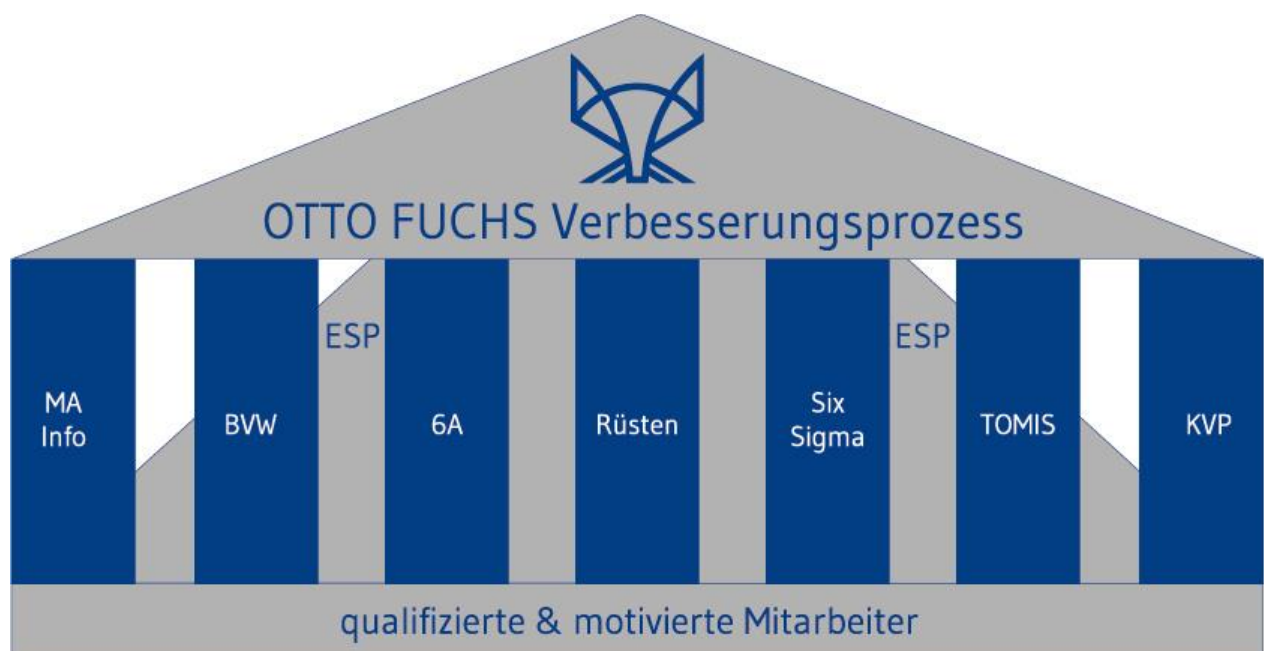 OTTO FUCHS Verbesserungsprozess
ESP
ESP
MA
Info
BVW
6A
Rüsten
Six
Sigma
TOMIS
KVP
qualifizierte & motivierte Mitarbeiter